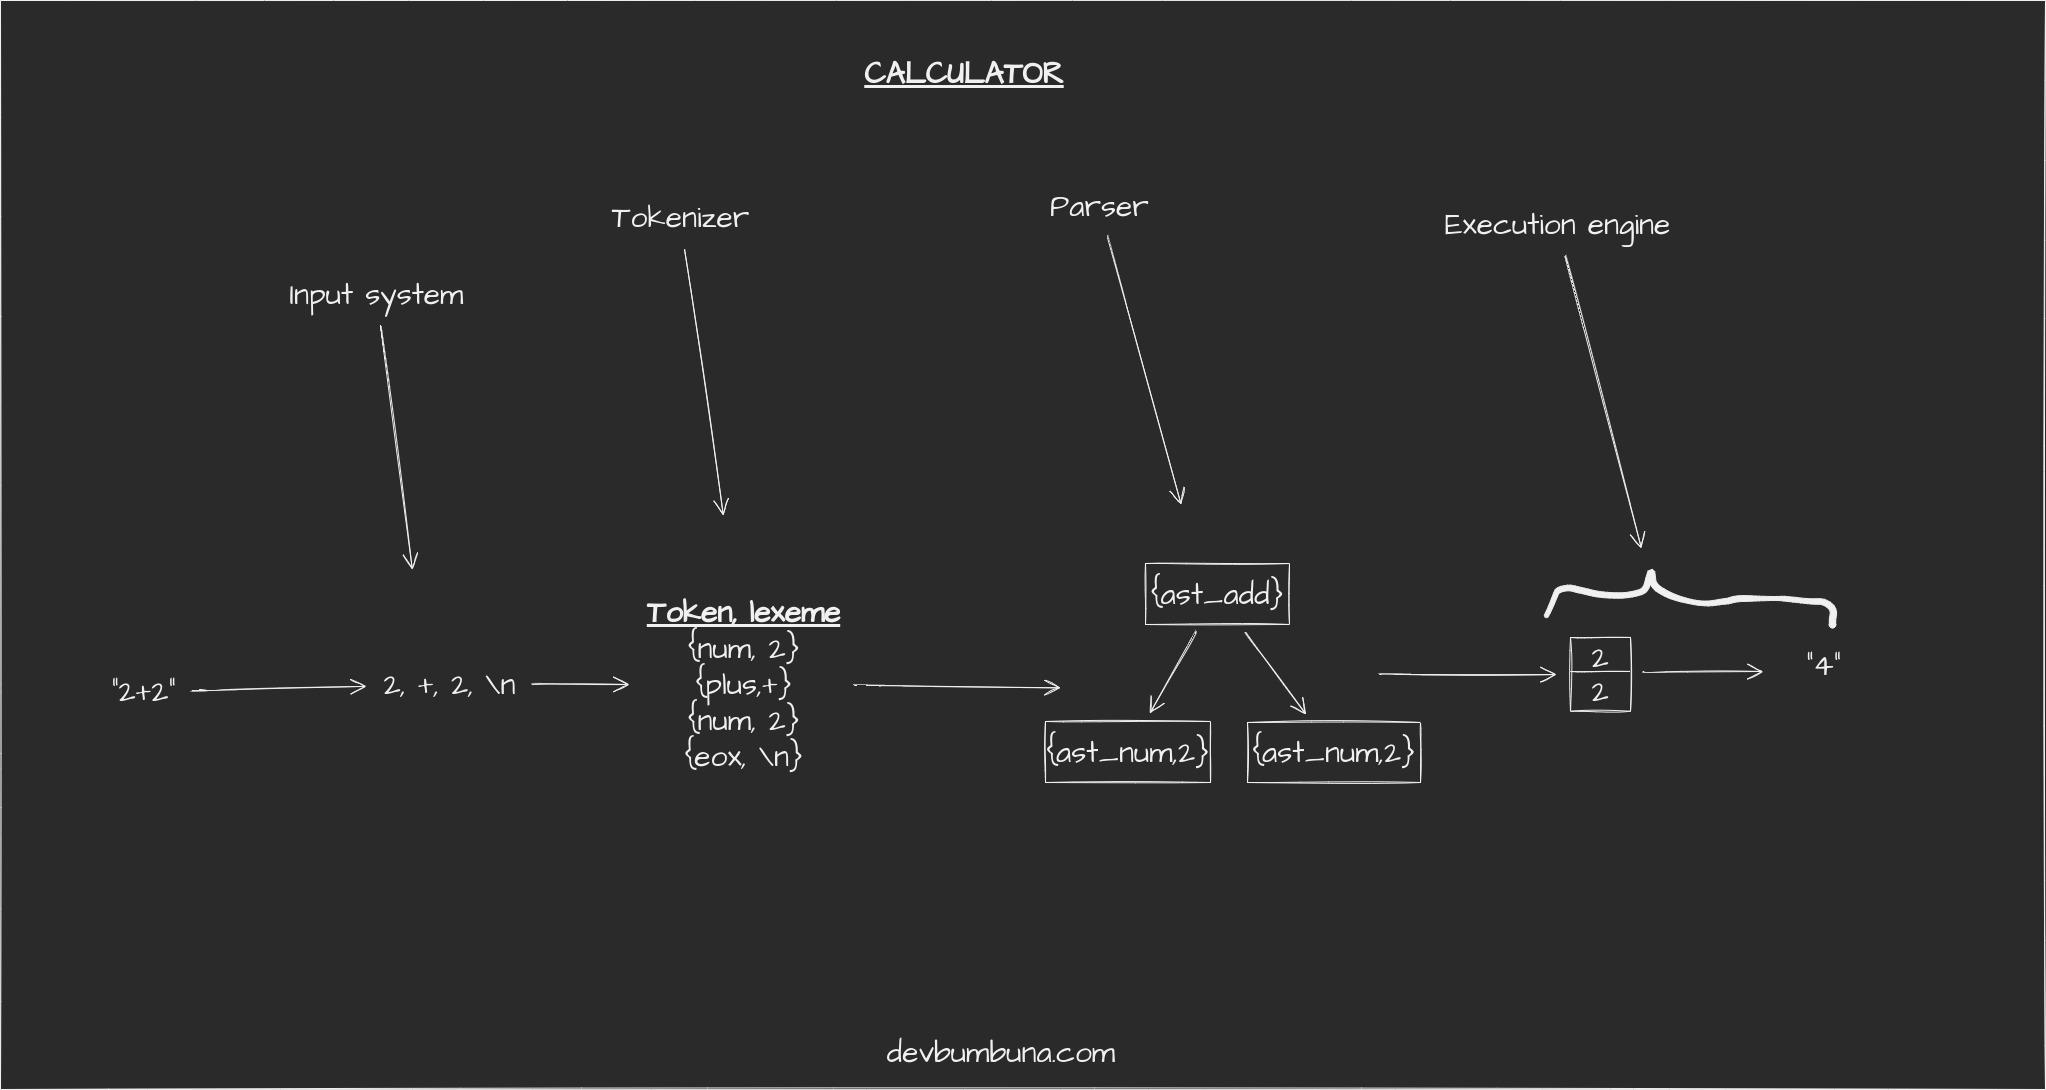 CALCULATOR
Input system
Tokenizer
Parser
Execution engine
"2+2"
2, +, 2, \n
Token, lexeme
{num, 2}
{plus,+}
{num, 2}
{eox, \n}
{ast_add}
{ast_num,2}
{ast_num,2}
2
2
"4"
devbumbuna.com